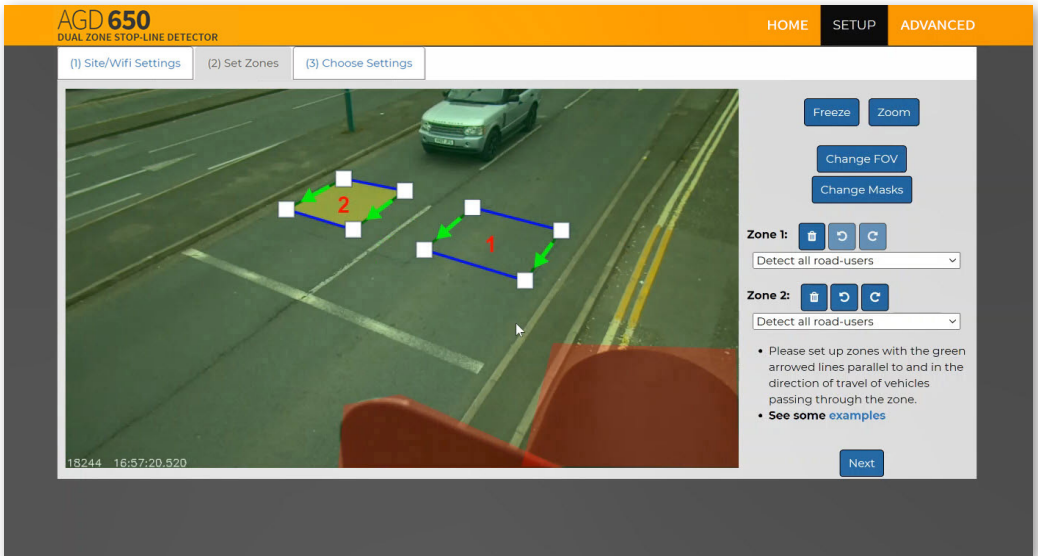 AGD 650
DUAL ZONE STOP-LINE DETECTOR
HOME SETUP ADVANCED
(1) Site/Wifi Settings (2) Set Zones (3) Choose Settings
2
1
18244 16:57:20.520
Freeze Zoom
Change FOV
Change Masks
Zone 1:
Detect all road-users
Zone 2:
Detect all road-users
• Please set up zones with the green
arrowed lines parallel to and in the
direction of travel of vehicles
passing through the zone.
• See some examples
Next